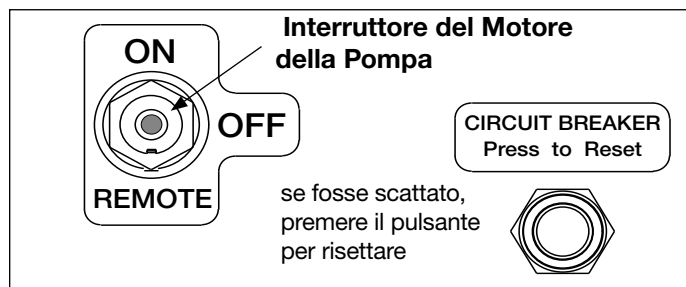 Interruttore del Motore
della Pompa
ON
OFF
REMOTE
CIRCUIT BREAKER
Press to Reset
se fosse scattato,
premere il pulsante
per risettare